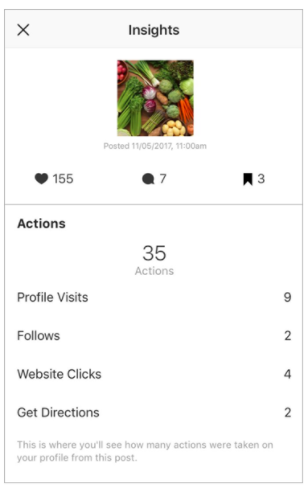 Insights
Posted 11/05/2017, 11:00am
155 7 3
Actions
35
Actions
Profile Visits 9
Follows 2
Website Clicks 4
Get Directions 2
This is where you'll see how many actions were taken on
your profile from this post.